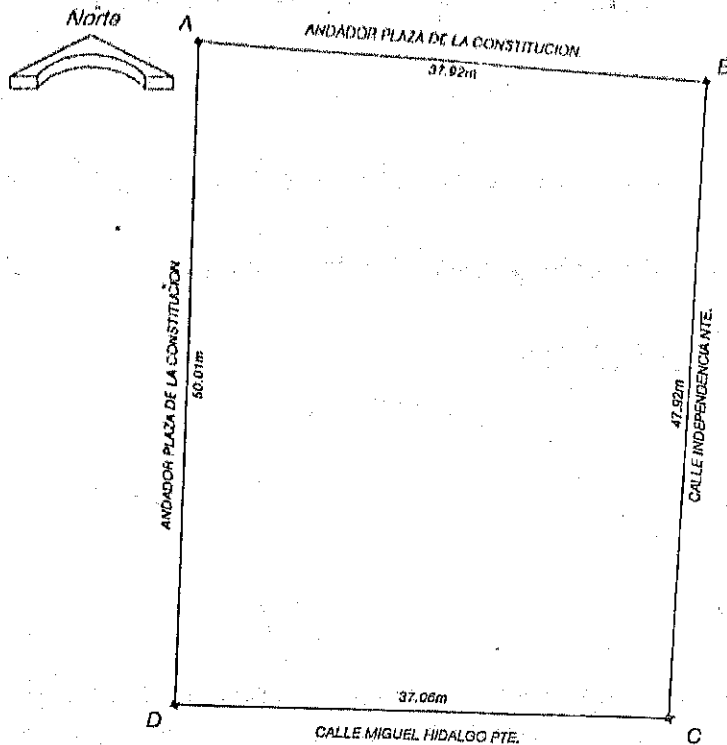 Norte
A
ANDADOR PLAZA DE LA CONSTITUCION
37.92m
B
ANDADOR PLAZA DE LA CONSTITUCION
50.01m
47.92m
CALLE INDEPENDENCIA NTE.
37.06m
D
C
CALLE MIGUEL HIDALGO PTE.